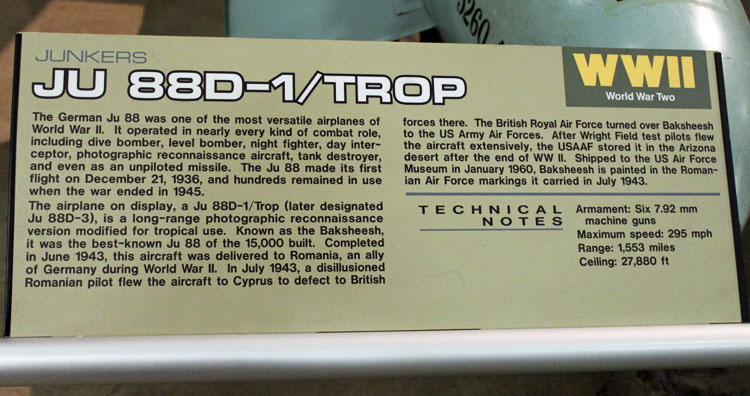 3260
JUNKERS
JU 88D-1/TROP
WWII
World War Two
The German Ju 88 was one of the most versatile airplanes of
World War II. It operated in nearly every kind of combat role,
including dive bomber, level bomber, night fighter, day inter-
ceptor, photographic reconnaissance aircraft, tank destroyer,
and even as an unpiloted missile. The Ju 88 made its first
flight on December 21, 1936, and hundreds remained in use
when the war ended in 1945.
The airplane on display, a Ju 88D-1/Trop (later designated
Ju 88D-3), is a long-range photographic reconnaissance
version modified for tropical use. Known as the Baksheesh,
it was the best-known Ju 88 of the 15,000 built. Completed
in June 1943, this aircraft was delivered to Romania, an ally
of Germany during World War II. In July 1943, a disillusioned
Romanian pilot flew the aircraft to Cyprus to defect to British
forces there. The British Royal Air Force turned over Baksheesh
to the US Army Air Forces. After Wright Field test pilots flew
the aircraft extensively, the USAAF stored it in the Arizona
desert after the end of WW II. Shipped to the US Air Force
Museum in January 1960, Baksheesh is painted in the Roman-
ian Air Force markings it carried in July 1943.
TECHNICAL
NOTES
Armament: Six 7.92 mm
machine guns
Maximum speed: 295 mph
Range: 1,553 miles
Ceiling: 27,880 ft